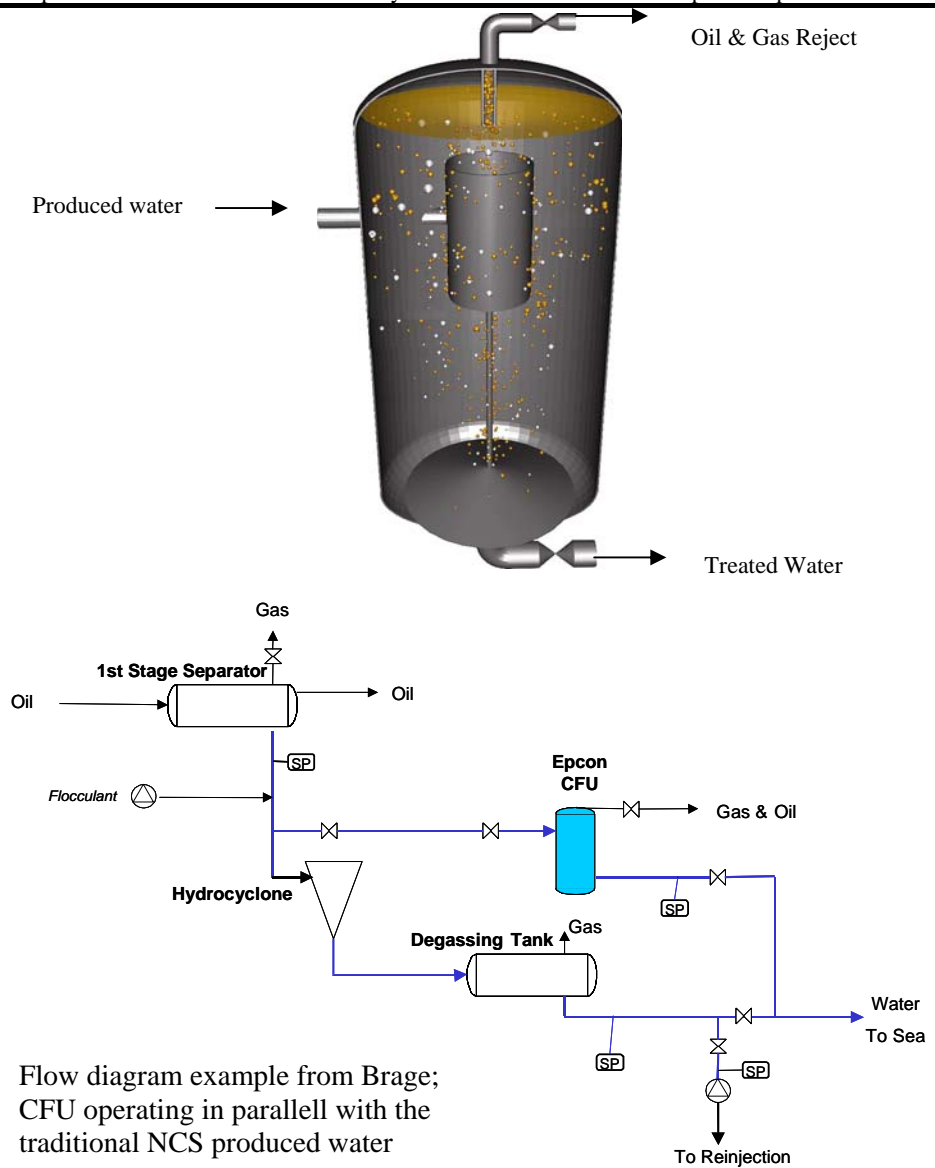 Oil & Gas Reject
Produced water
Treated Water
Gas
1st Stage Separator
Oil
Oil
SP
Epcon
CFU
Flocculant
Gas & Oil
Hydrocyclone
SP
Gas
Degassing Tank
Water
To Sea
SP
SP
Flow diagram example from Brage;
CFU operating in parallell with the
traditional NCS produced water
To Reinjection